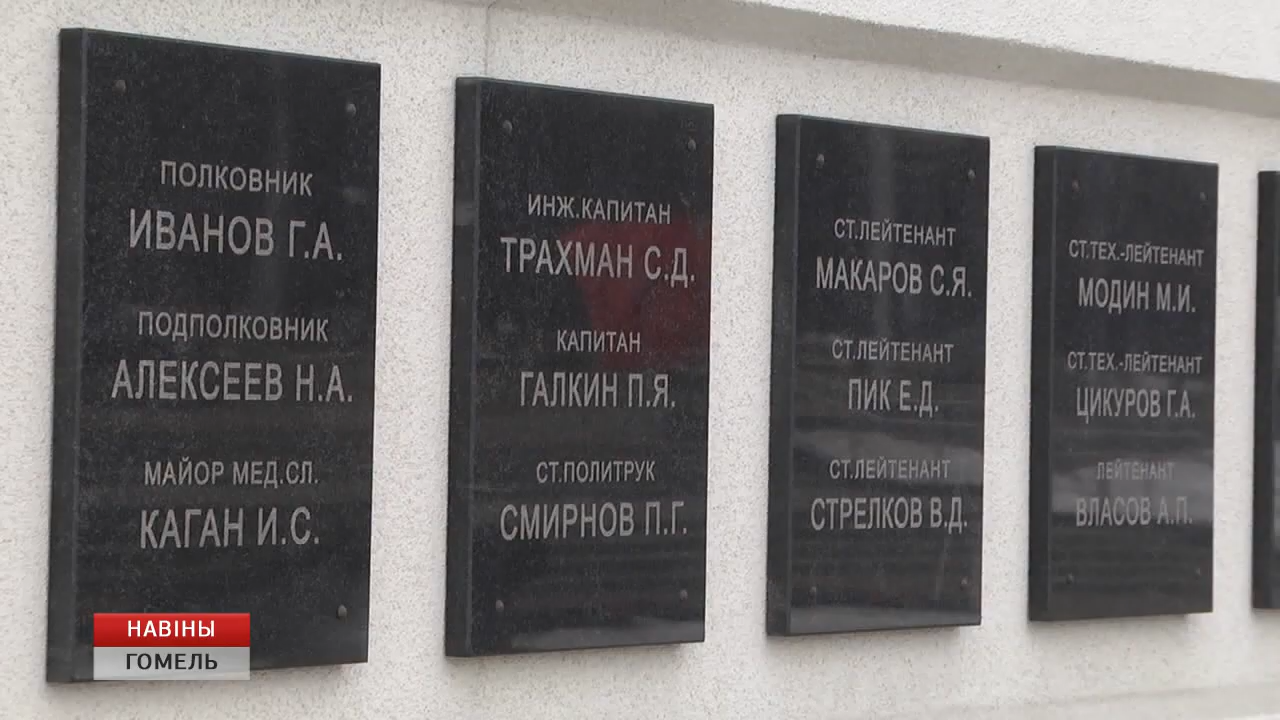 ПОЛКОВНИК
ИВАНОВ Г.А.
ПОДПОЛКОВНИК
АЛЕКСЕЕВ Н.А.
МАЙОР МЕД.СЛ.
КАГАН И.С.
ИНЖ.КАПИТАН
ТРАХМАН С.Д.
КАПИТАН
ГАЛКИН П.Я.
СТ.ПОЛИТРУК
СМИРНОВ П.Г.
СТ.ЛЕЙТЕНАНТ
МАКАРОВ С.Я.
СТ.ЛЕЙТЕНАНТ
ПИК Е.Д.
СТ.ЛЕЙТЕНАНТ
СТРЕЛКОВ В.Д.
СТ.ТЕХ.-ЛЕЙТЕНАНТ
МОДИН М.И.
СТ.ТЕХ.-ЛЕЙТЕНАНТ
ЦИКУРОВ Г.А.
ЛЕЙТЕНАНТ
ВЛАСОВ А.П.
НАВІНЫ
ГОМЕЛЬ